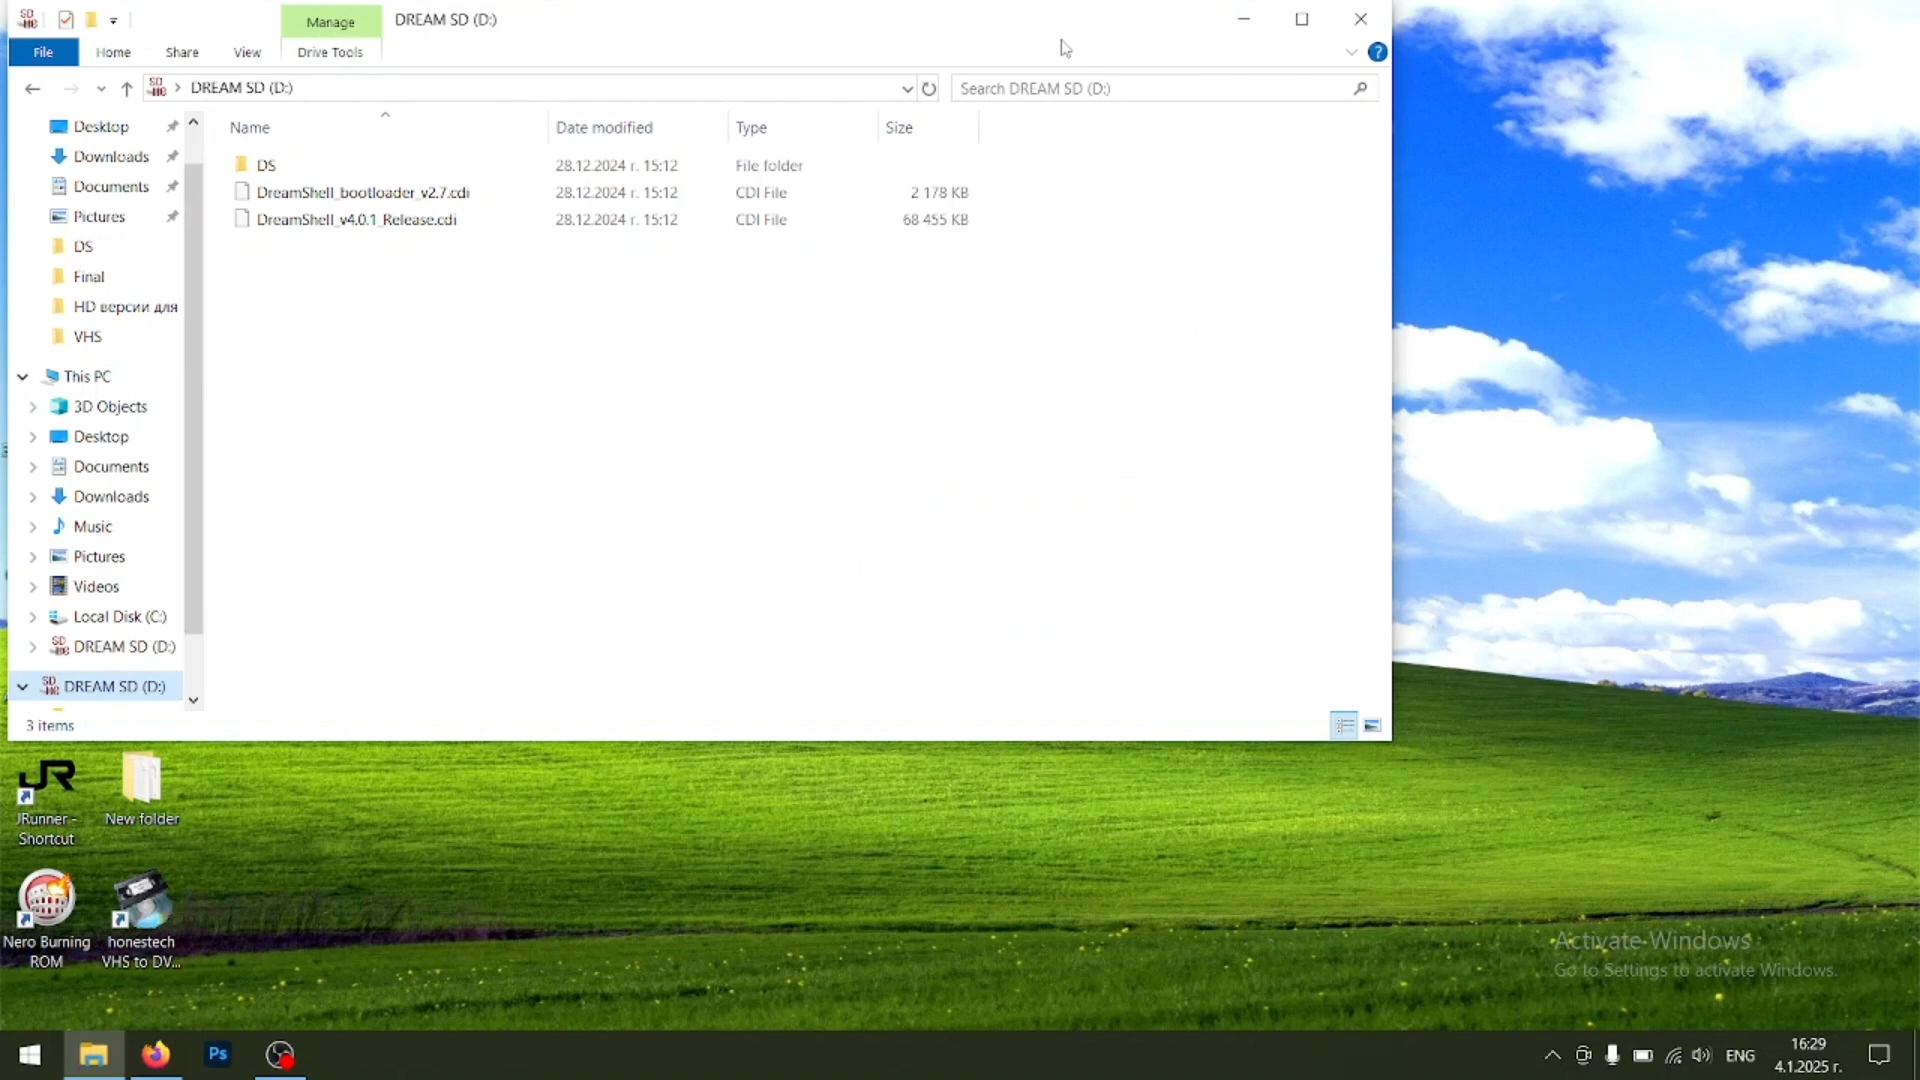 Manage
DREAM SD (D:)
File
Home
Share
View
Drive Tools
DREAM SD (D:)
Search DREAM SD (D:)
Name
Date modified
Type
Size
DS
28.12.2024 г. 15:12
File folder
DreamShell_bootloader_v2.7.cdi
28.12.2024 г. 15:12
CDI File
2 178 KB
DreamShell_v4.0.1_Release.cdi
28.12.2024 г. 15:12
CDI File
68 455 KB
Desktop
Downloads
Documents
Pictures
DS
Final
HD версии для
VHS
This PC
3D Objects
Desktop
Documents
Downloads
Music
Pictures
Videos
Local Disk (C:)
DREAM SD (D:)
DREAM SD (D:)
3 items
JRunner -
Shortcut
New folder
Nero Burning
ROM
honestech
VHS to DV...
Activate Windows
Go to Settings to activate Windows.
Ps
ENG
16:29
4.1.2025 г.